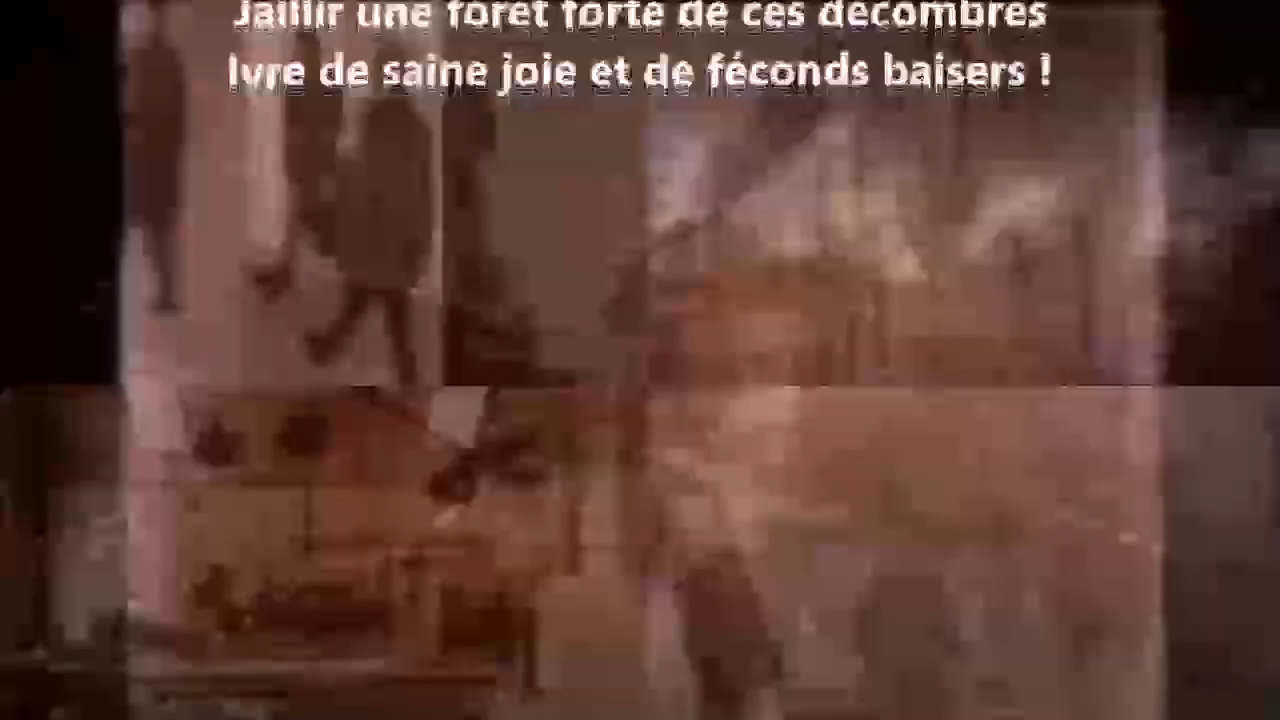 Jaillir une forêt forte de ces décombres
Ivre de saine joie et de féconds baisers !